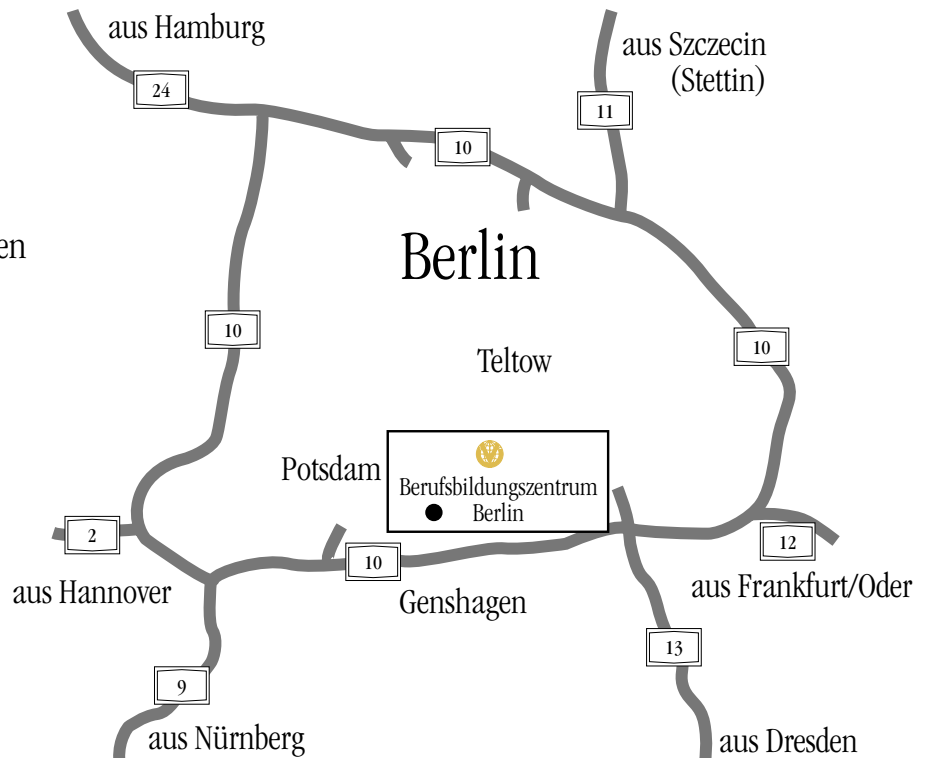 aus Hamburg
aus Szczecin
(Stettin)
24
11
10
Berlin
en
10
10
Teltow
Potsdam
Berufsbildungszentrum
Berlin
2
12
10
aus Hannover
aus Frankfurt/Oder
Genshagen
13
9
aus Nürnberg
aus Dresden